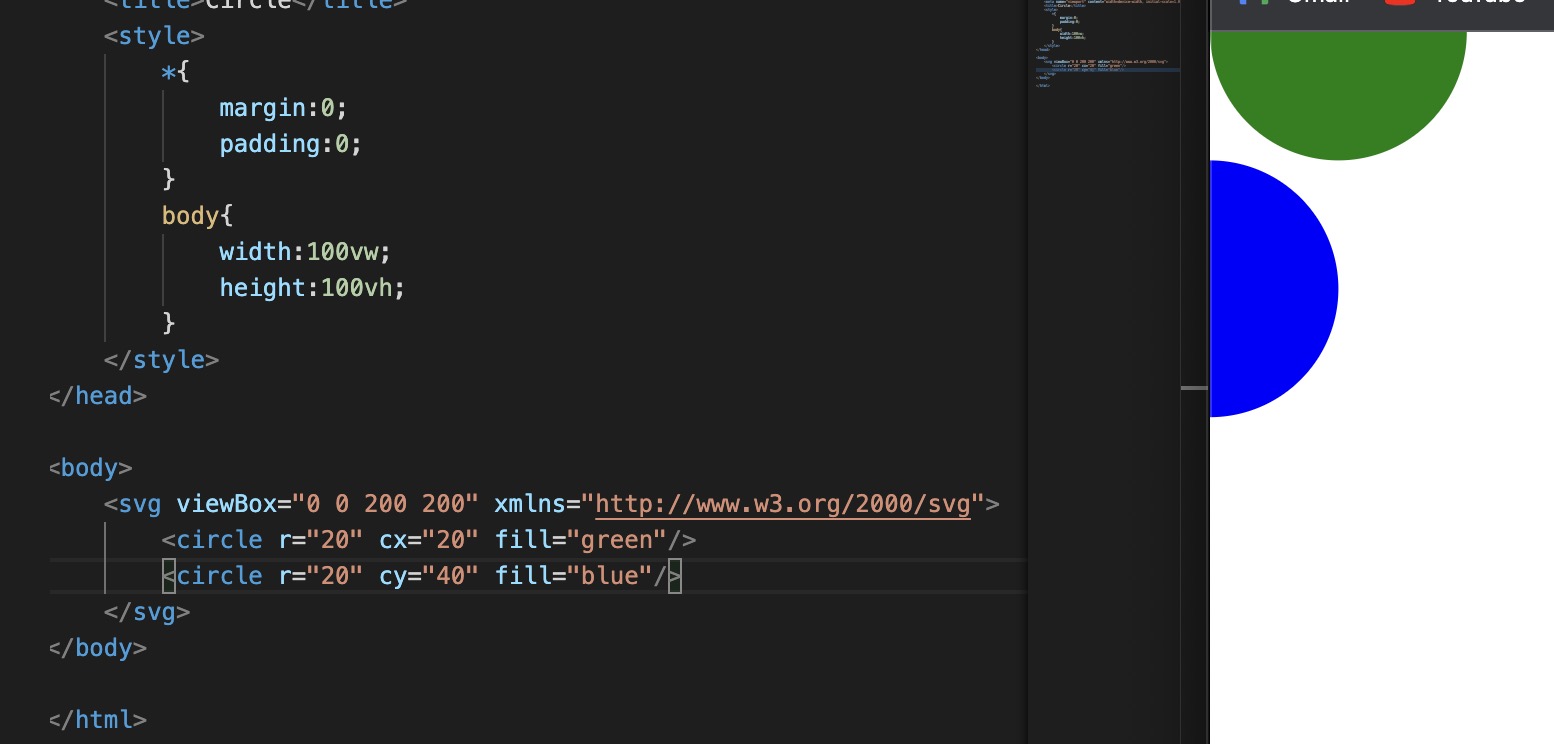 <title>Circle</title>
<style>
*{
margin:0;
padding:0;
}
body{
width:100vw;
height:100vh;
}
</style>
</head>
<body>
<svg viewBox="0 0 200 200" xmlns="http://www.w3.org/2000/svg">
<circle r="20" cx="20" fill="green"/>
<circle r="20" cy="40" fill="blue"/>
</svg>
</body>
</html>
Gmail YouTube